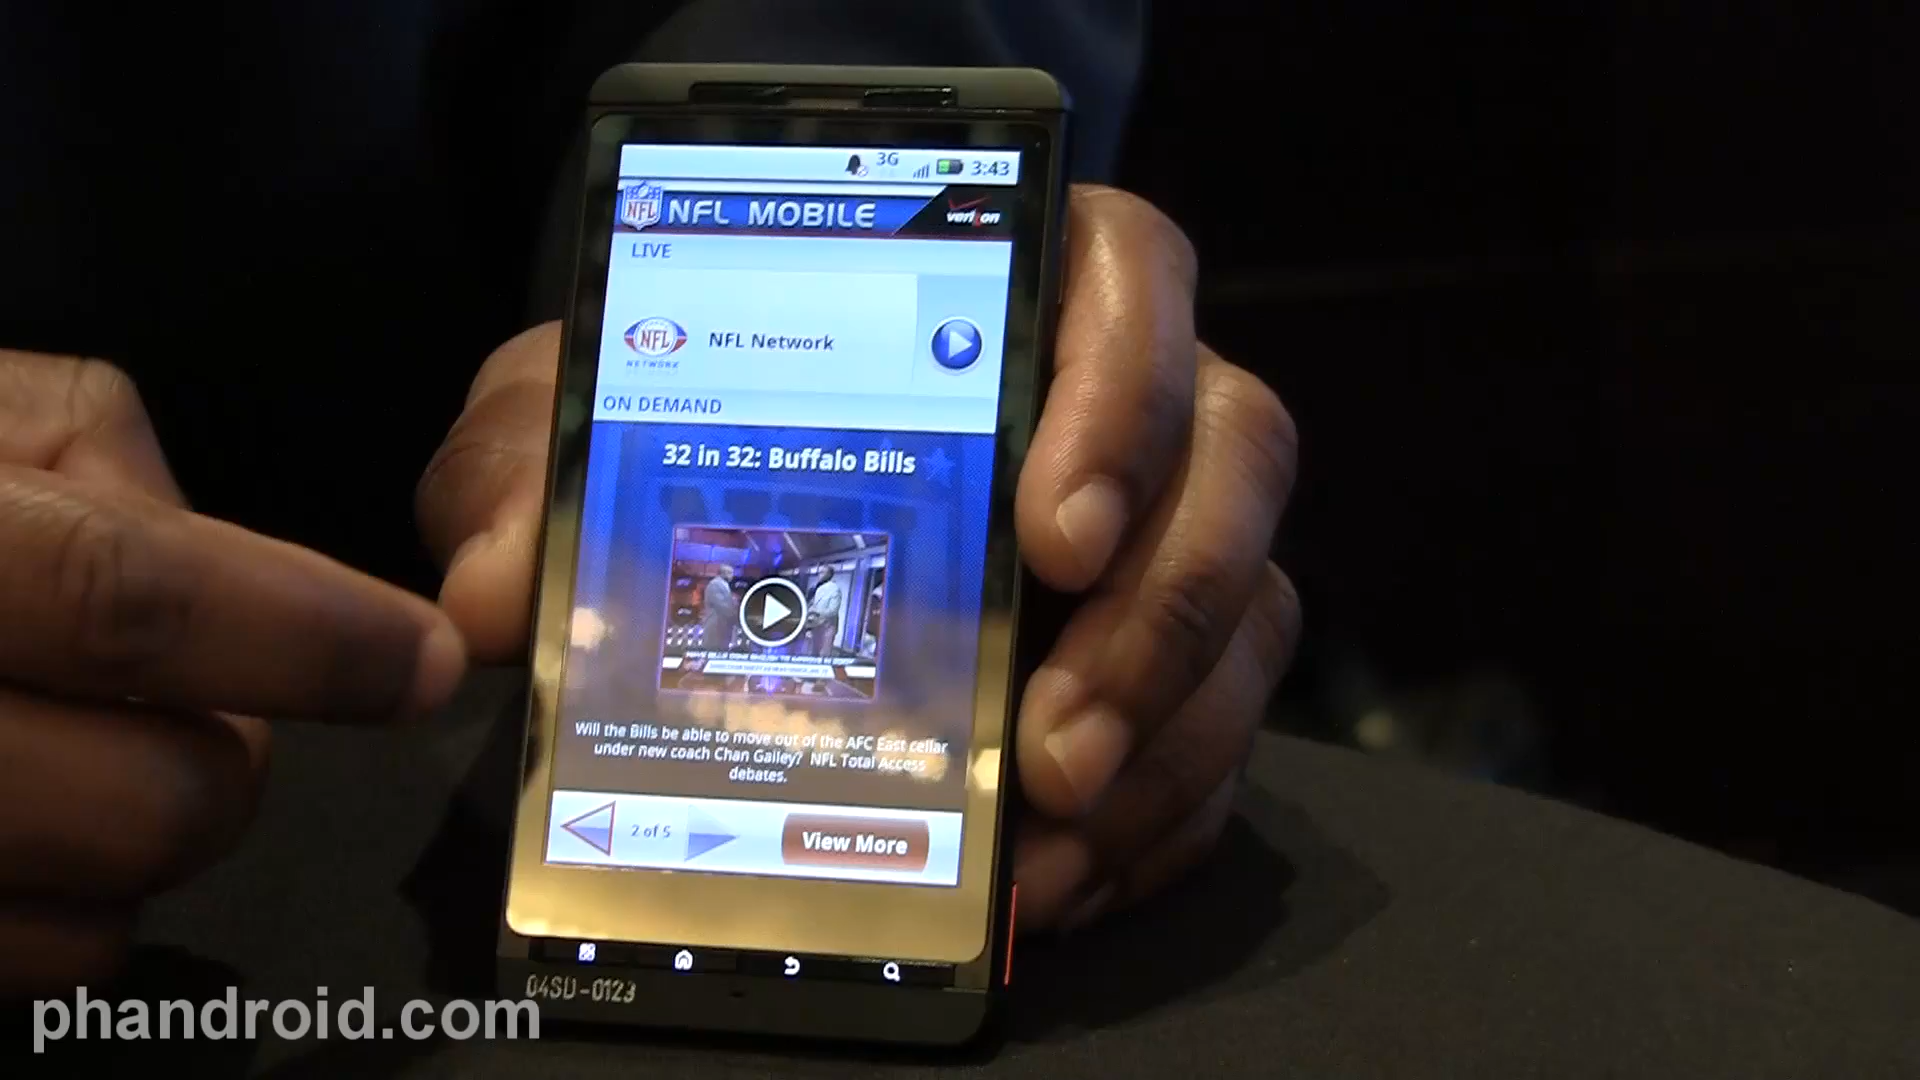 3G 3:43
NFL NFL MOBILE verizon
LIVE
NFL NETWORK NFL Network
ON DEMAND
32 in 32: Buffalo Bills
Will the Bills be able to move out of the AFC East cellar
under new coach Chan Gailey? NFL Total Access
debates.
2 of 5 View More
04SU-0123
phandroid.com